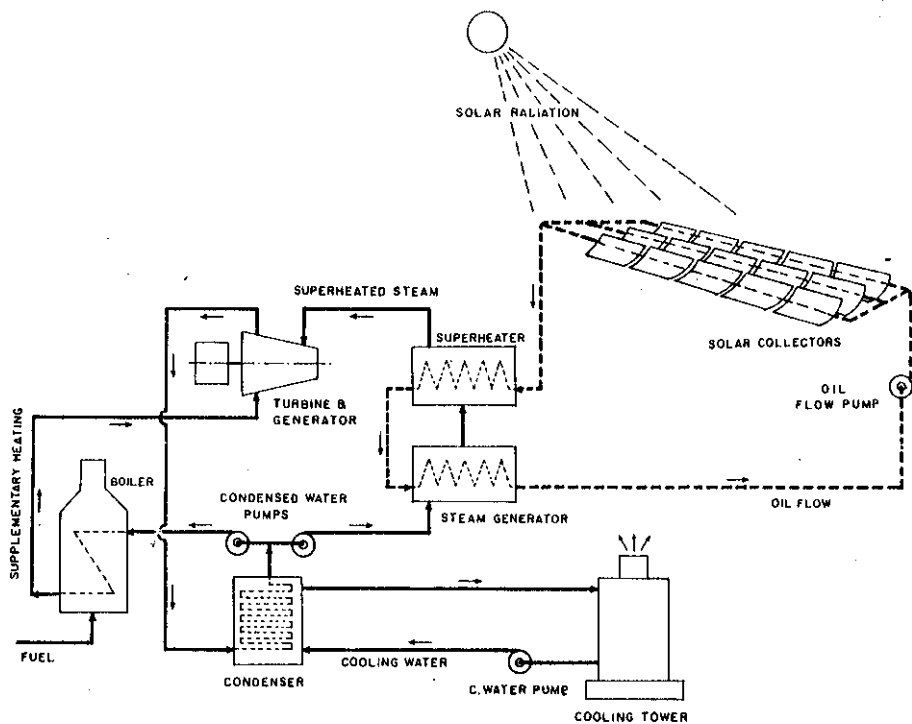 SOLAR RALIATION
SUPERHEATED STEAM
SUPERHEATER
SOLAR COLLECTORS
OIL
FLOW PUMP
TURBINE &
GENERATOR
SUPPLEMENTARY HEATING
BOILER
CONDENSED WATER
PUMPS
STEAM GENERATOR
OIL FLOW
FUEL
CONDENSER
COOLING WATER
C.WATER PUMP
COOLING TOWER